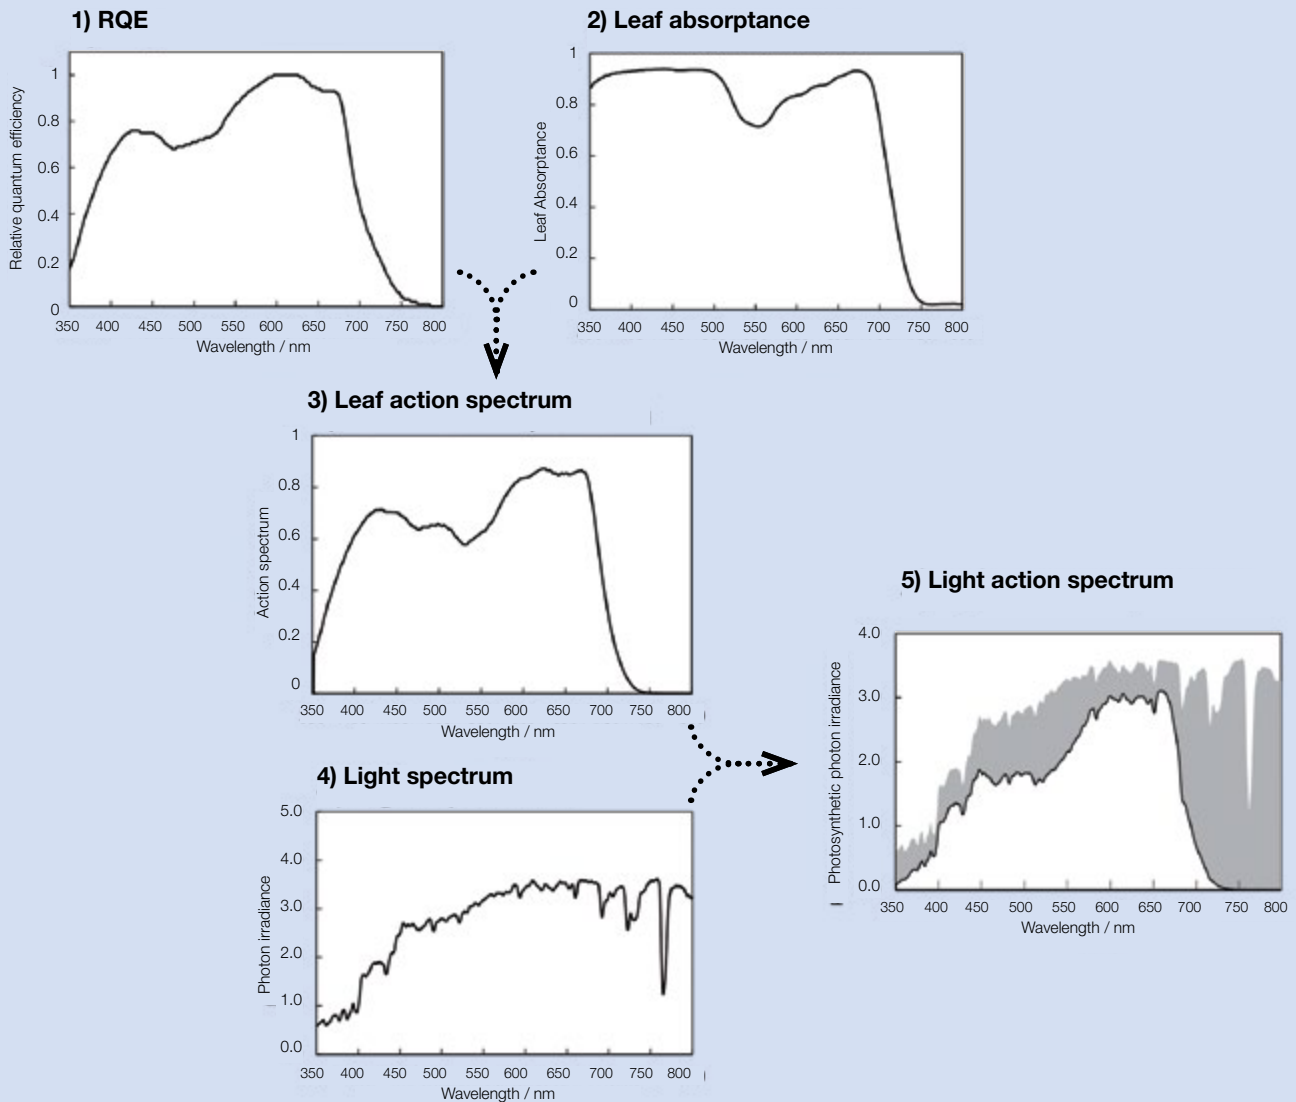 1) RQE
Relative quantum efficiency
1
0.8
0.6
0.4
0.2
0
350 400 450 500 550 600 650 700 750 800
Wavelength / nm
2) Leaf absorptance
Leaf Absorptance
1
0.8
0.6
0.4
0.2
0
350 400 450 500 550 600 650 700 750 800
Wavelength / nm
3) Leaf action spectrum
Action spectrum
1
0.8
0.6
0.4
0.2
0
350 400 450 500 550 600 650 700 750 800
Wavelength / nm
4) Light spectrum
Photon irradiance
5.0
4.0
3.0
2.0
1.0
0.0
350 400 450 500 550 600 650 700 750 800
Wavelength / nm
5) Light action spectrum
Photosynthetic photon irradiance
4.0
3.0
2.0
1.0
0.0
350 400 450 500 550 600 650 700 750 800
Wavelength / nm